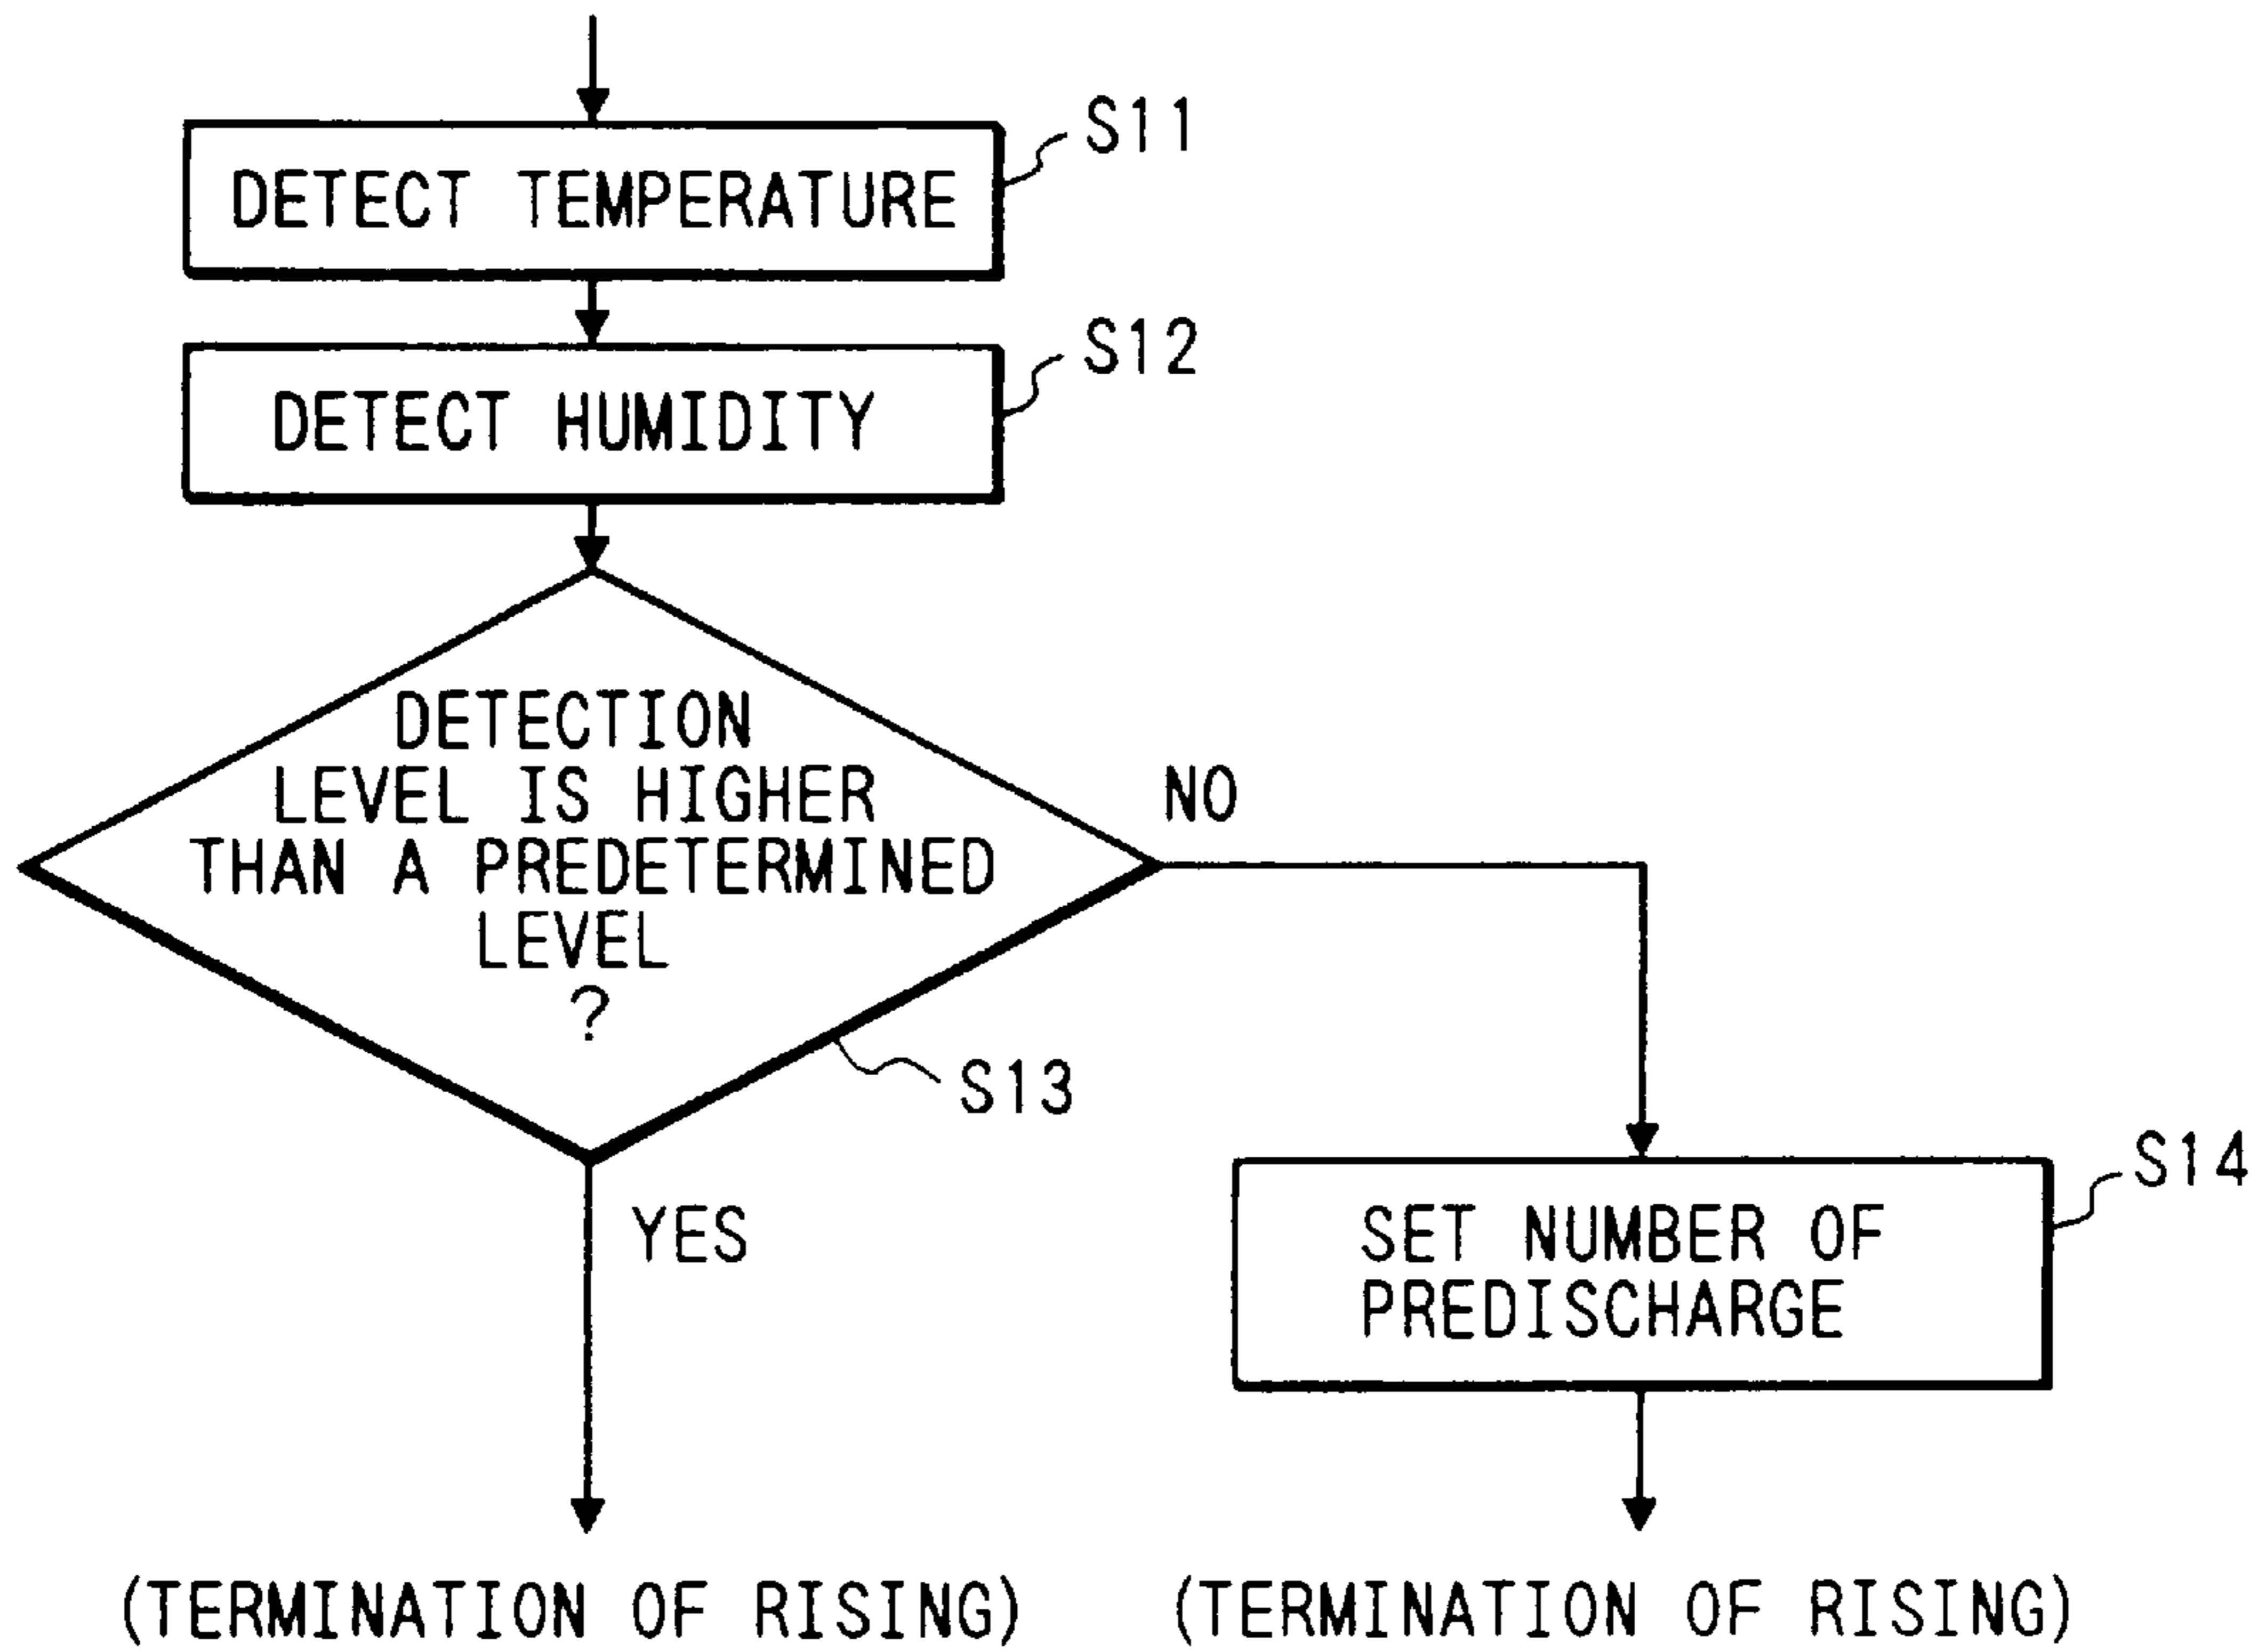 S11
DETECT TEMPERATURE
S12
DETECT HUMIDITY
DETECTION
LEVEL IS HIGHER
THAN A PREDETERMINED
LEVEL
?
NO
S13
YES
S14
SET NUMBER OF
PREDISCHARGE
(TERMINATION OF RISING)
(TERMINATION OF RISING)